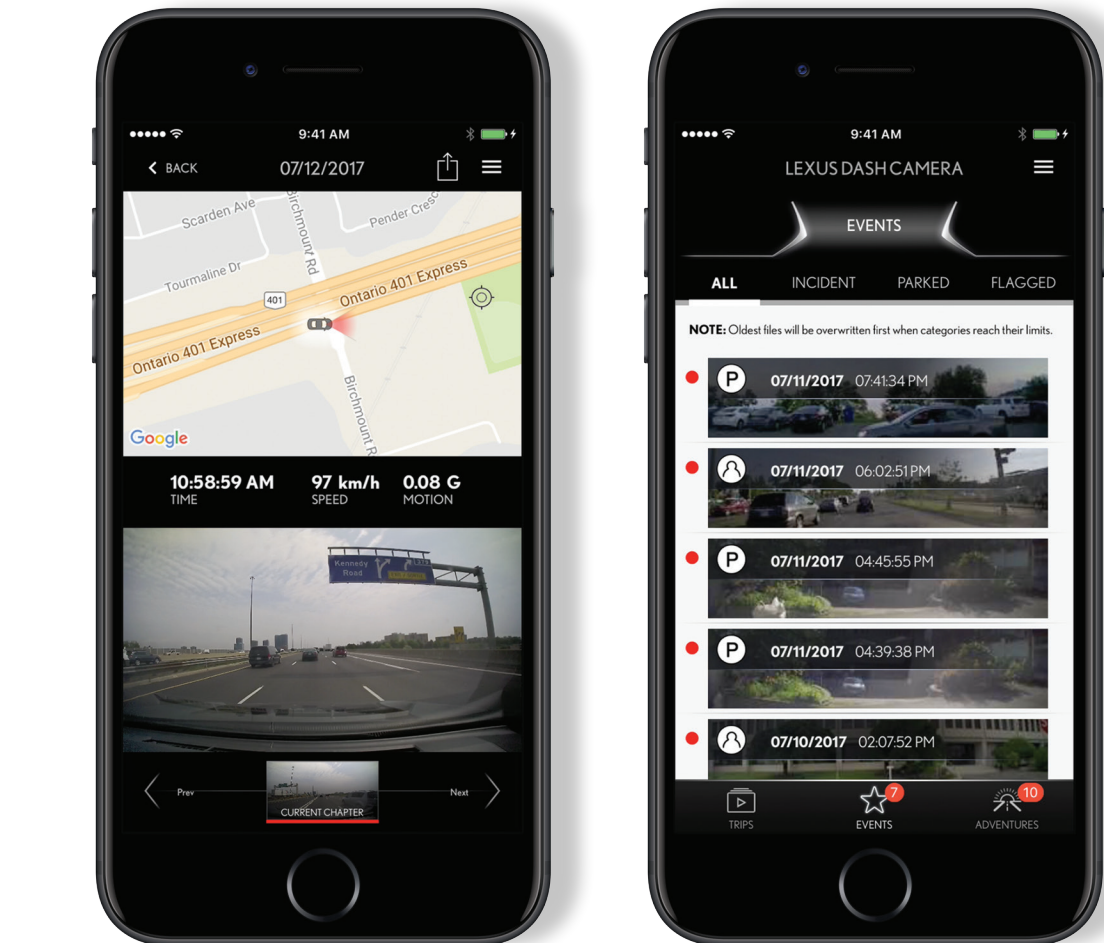 9:41 AM
BACK
07/12/2017
Scarden Ave
Birchmount Rd
Pender Cresc
Tourmaline Dr
401
Ontario 401 Express
Ontario 401 Express
Birchmount R
Google
10:58:59 AM 97 km/h 0.08 G
TIME SPEED MOTION
Kennedy
Road
Prev
Next
CURRENT CHAPTER
9:41 AM
LEXUS DASH CAMERA
EVENTS
ALL INCIDENT PARKED FLAGGED
NOTE: Oldest files will be overwritten first when categories reach their limits.
P 07/11/2017 07:41:34 PM
07/11/2017 06:02:51 PM
P 07/11/2017 04:45:55 PM
P 07/11/2017 04:39:38 PM
07/10/2017 02:07:52 PM
7 10
TRIPS EVENTS ADVENTURES